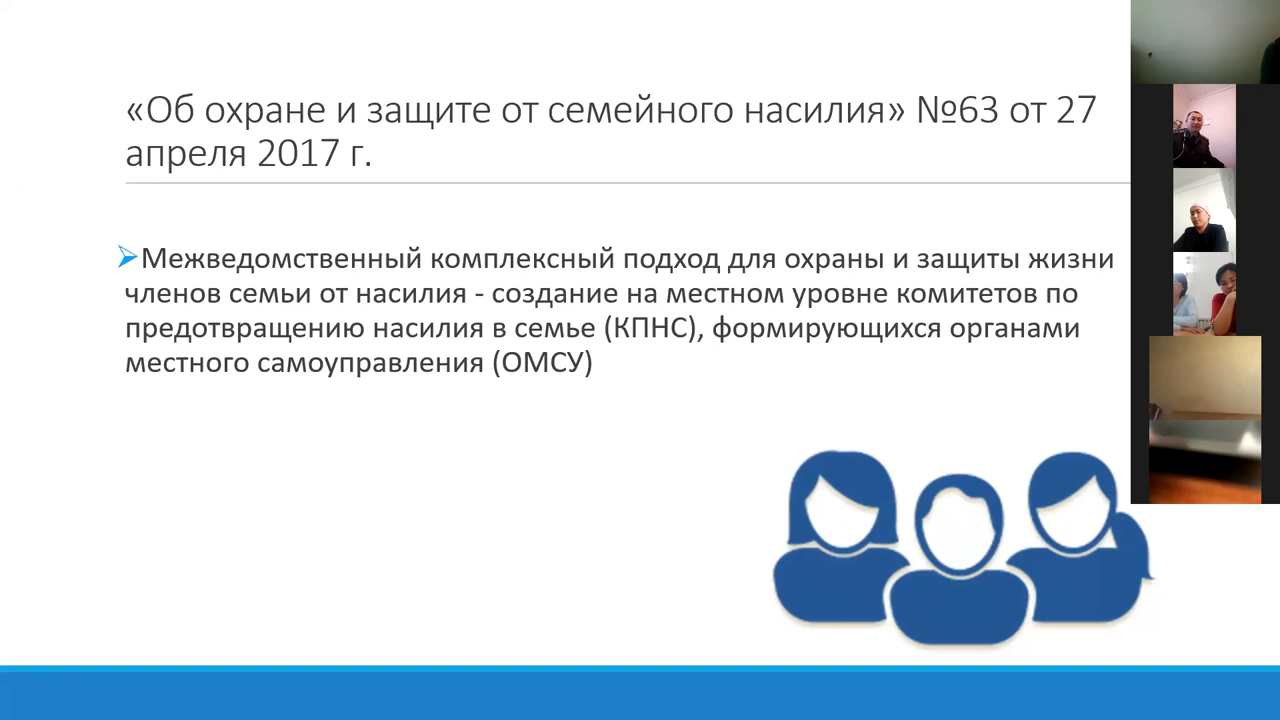 «Об охране и защите от семейного насилия» №63 от 27
апреля 2017 г.
Межведомственный комплексный подход для охраны и защиты жизни
членов семьи от насилия - создание на местном уровне комитетов по
предотвращению насилия в семье (КПНС), формирующихся органами
местного самоуправления (ОМСУ)